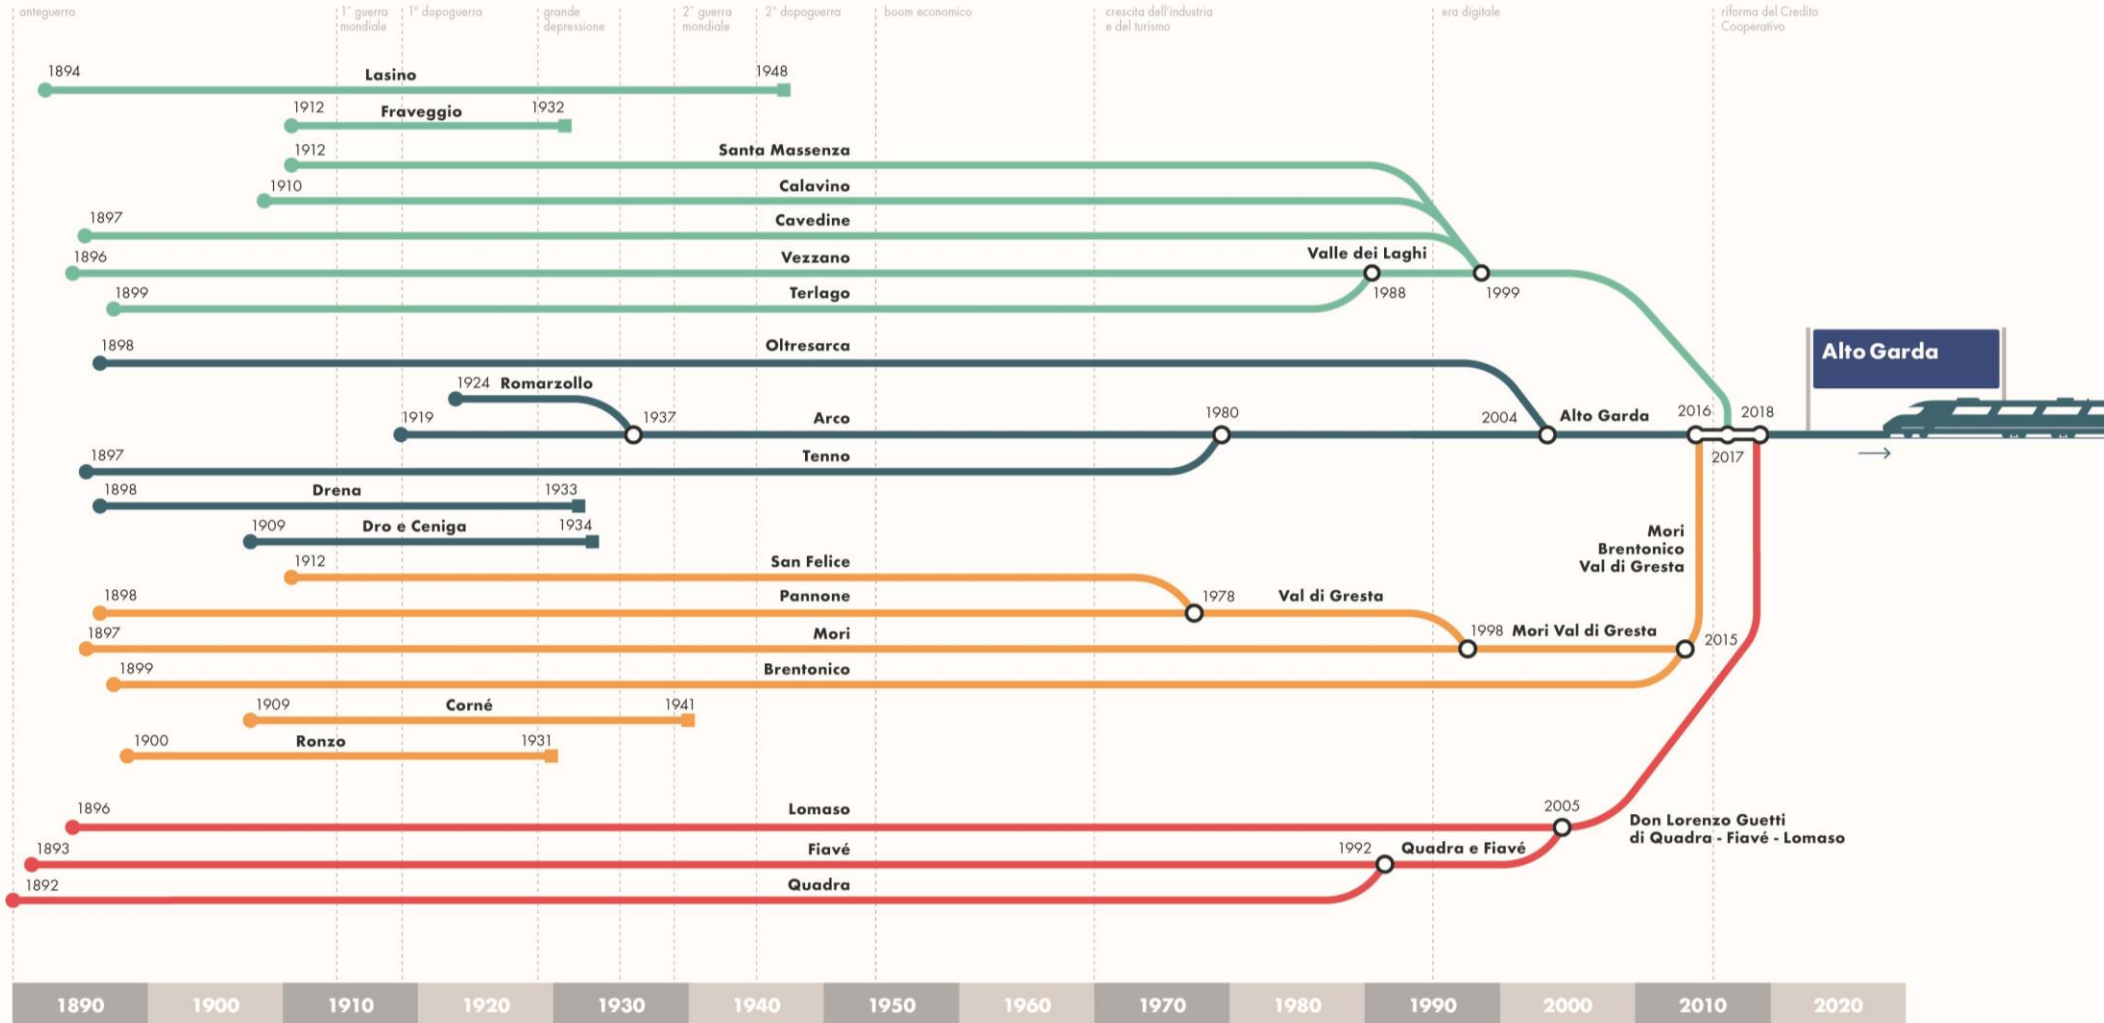 anteguerra
1ª guerra
mondiale
1° dopoguerra
grande
depressione
2ª guerra
mondiale
2° dopoguerra
boom economico
crescita dell'industria
e del turismo
era digitale
riforma del Credito
Cooperativo
1894 Lasino 1948
1912 Fraveggio 1932
1912 Santa Massenza
1910 Calavino
1897 Cavedine
1896 Vezzano Valle dei Laghi
1899 Terlago 1988 1999
1898 Oltresarca
Alto Garda
1924 Romarzollo
1919 1937 Arco 1980 2004 Alto Garda 2016 2018
1897 Tenno 2017
1898 Drena 1933
1909 Dro e Ceniga 1934
Mori
Brentonico
Val di Gresta
1912 San Felice
1898 Pannone 1978 Val di Gresta
1897 Mori 1998 Mori Val di Gresta 2015
1899 Brentonico
1909 Corné 1941
1900 Ronzo 1931
1896 Lomaso 2005
Don Lorenzo Guetti
di Quadra - Fiavé - Lomaso
1893 Fiavé 1992 Quadra e Fiavé
1892 Quadra
1890 1900 1910 1920 1930 1940 1950 1960 1970 1980 1990 2000 2010 2020